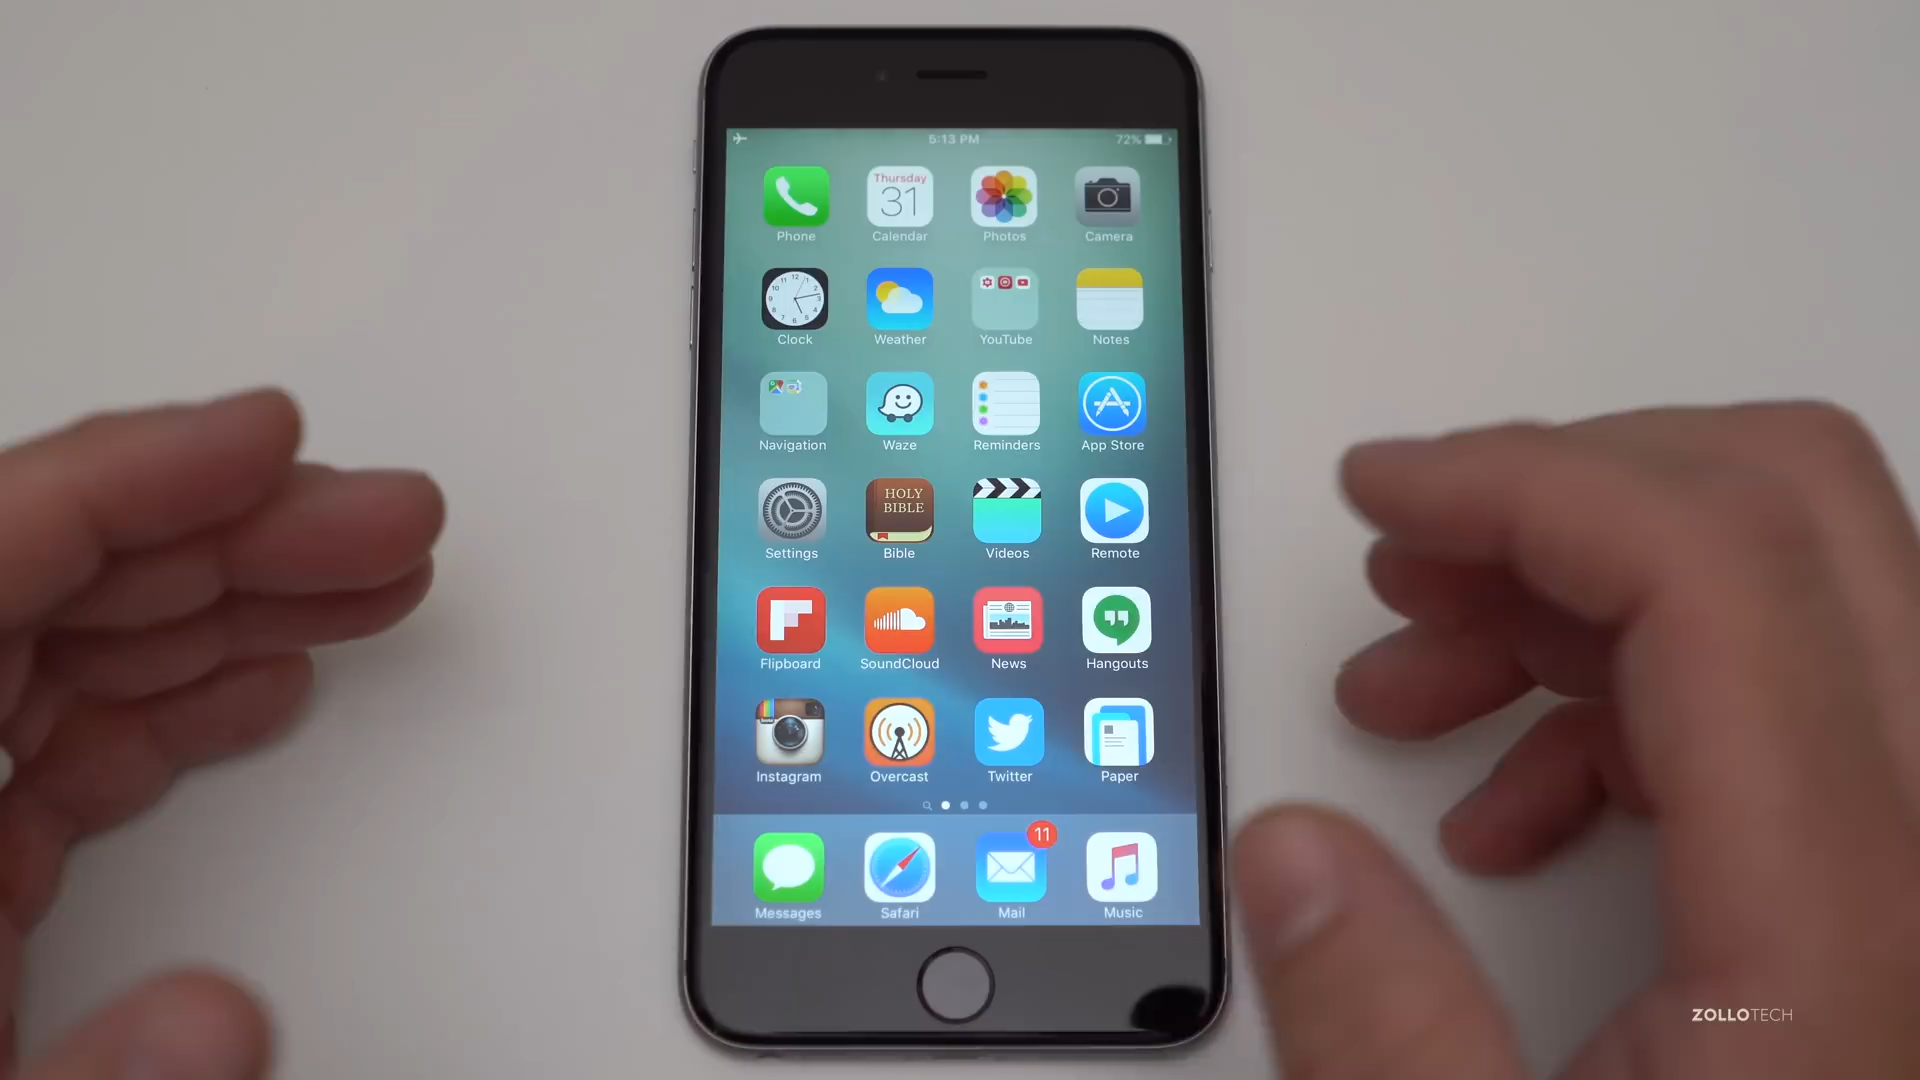 5:13 PM 72%
Thursday
31
Phone Calendar Photos Camera
Clock Weather YouTube Notes
Navigation Waze Reminders App Store
HOLY
BIBLE
Settings Bible Videos Remote
Flipboard SoundCloud News Hangouts
Instagram Overcast Twitter Paper
11
Messages Safari Mail Music
ZOLLOTECH